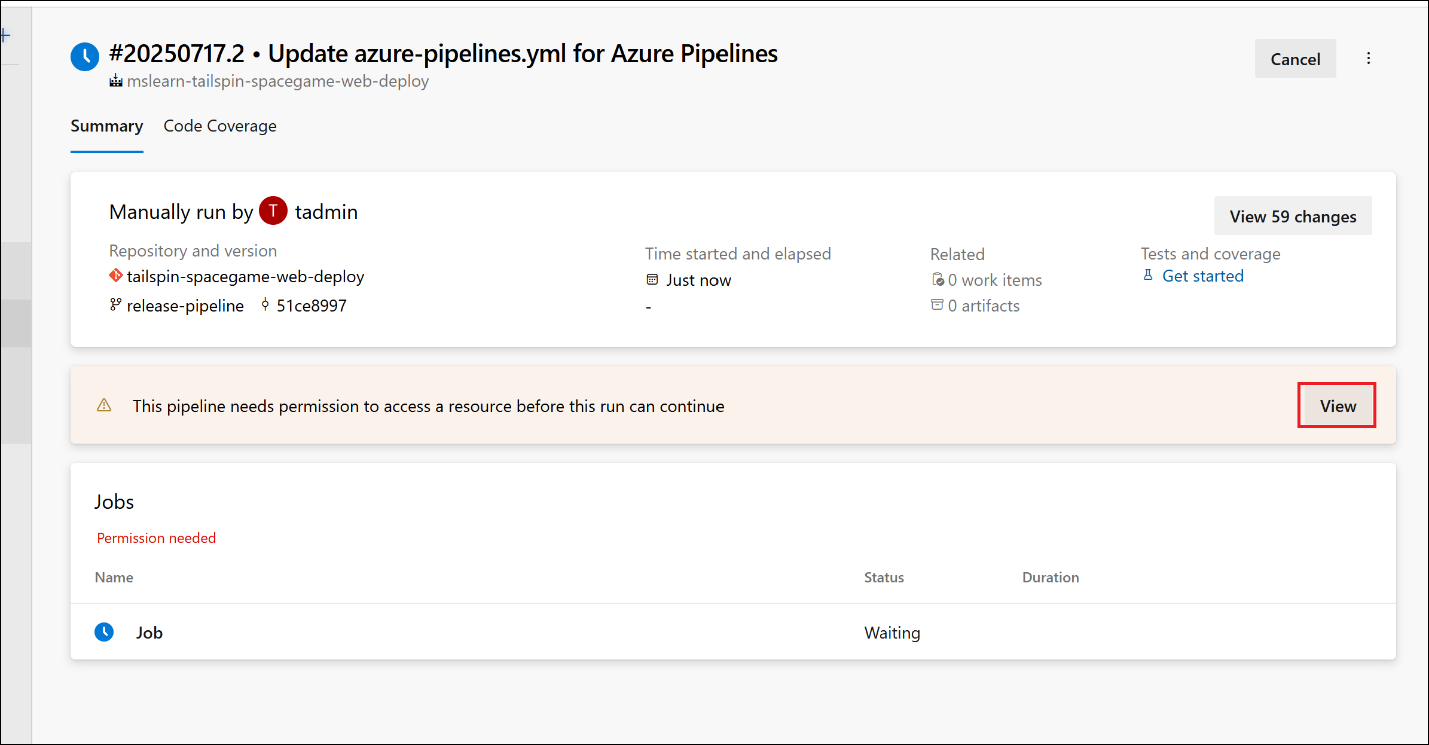 #20250717.2 • Update azure-pipelines.yml for Azure Pipelines
mslearn-tailspin-spacegame-web-deploy
Cancel
Summary
Code Coverage
Manually run by T tadmin
View 59 changes
Repository and version
tailspin-spacegame-web-deploy
release-pipeline 51ce8997
Time started and elapsed
Just now
-
Related
0 work items
0 artifacts
Tests and coverage
Get started
This pipeline needs permission to access a resource before this run can continue
View
Jobs
Permission needed
Name Status Duration
Job Waiting